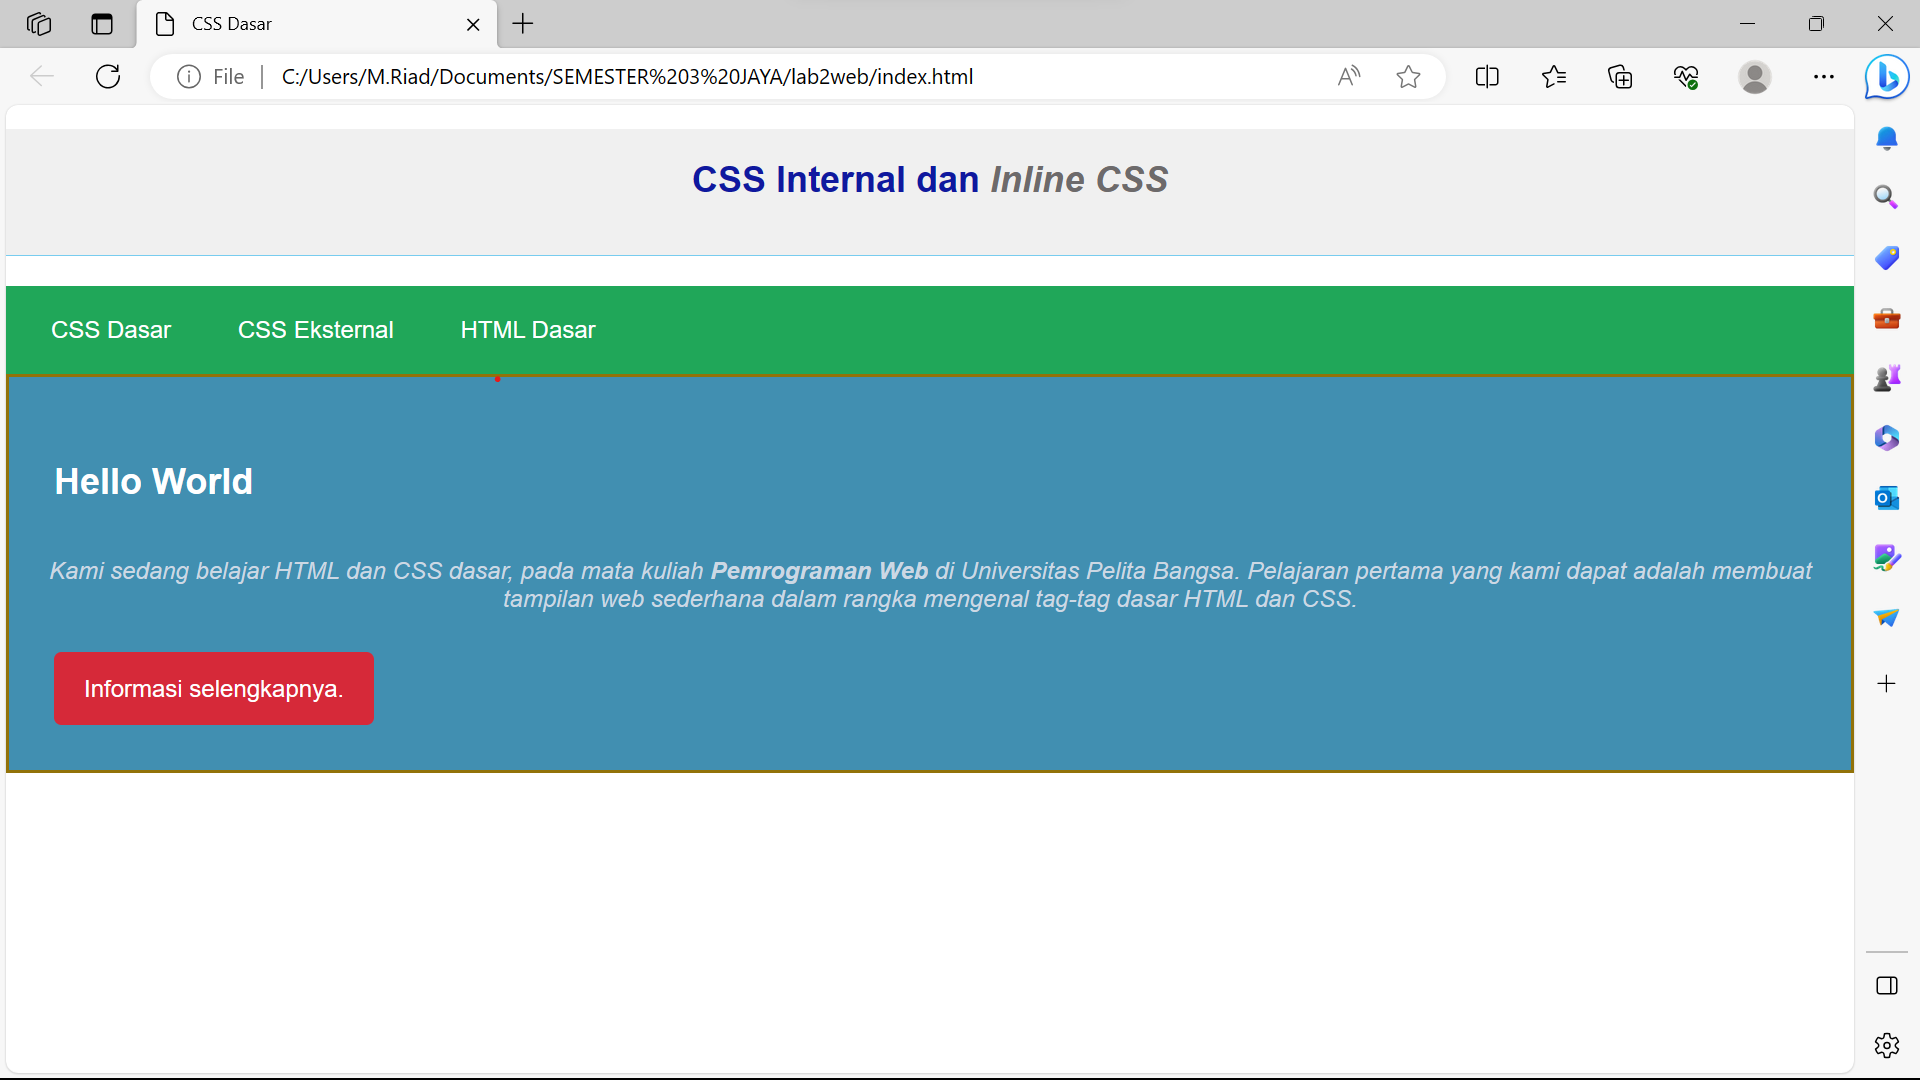 CSS Dasar
File
C:/Users/M.Riad/Documents/SEMESTER%203%20JAYA/lab2web/index.html
CSS Internal dan Inline CSS
CSS Dasar CSS Eksternal HTML Dasar
Hello World
Kami sedang belajar HTML dan CSS dasar, pada mata kuliah Pemrograman Web di Universitas Pelita Bangsa. Pelajaran pertama yang kami dapat adalah membuat
tampilan web sederhana dalam rangka mengenal tag-tag dasar HTML dan CSS.
Informasi selengkapnya.